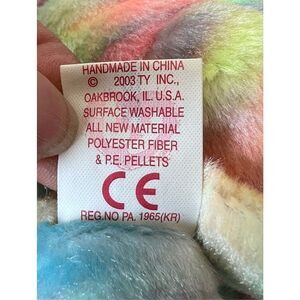 HANDMADE IN CHINA
© 2003 TY INC.,
OAKBROOK, IL. U.S.A.
SURFACE WASHABLE
ALL NEW MATERIAL
POLYESTER FIBER
& P.E. PELLETS
CE
REG.NO PA. 1965(KR)